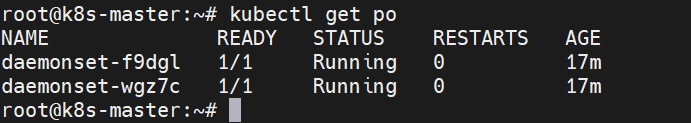 root@k8s-master:~# kubectl get po
NAME READY STATUS RESTARTS AGE
daemonset-f9dgl 1/1 Running 0 17m
daemonset-wgz7c 1/1 Running 0 17m
root@k8s-master:~#